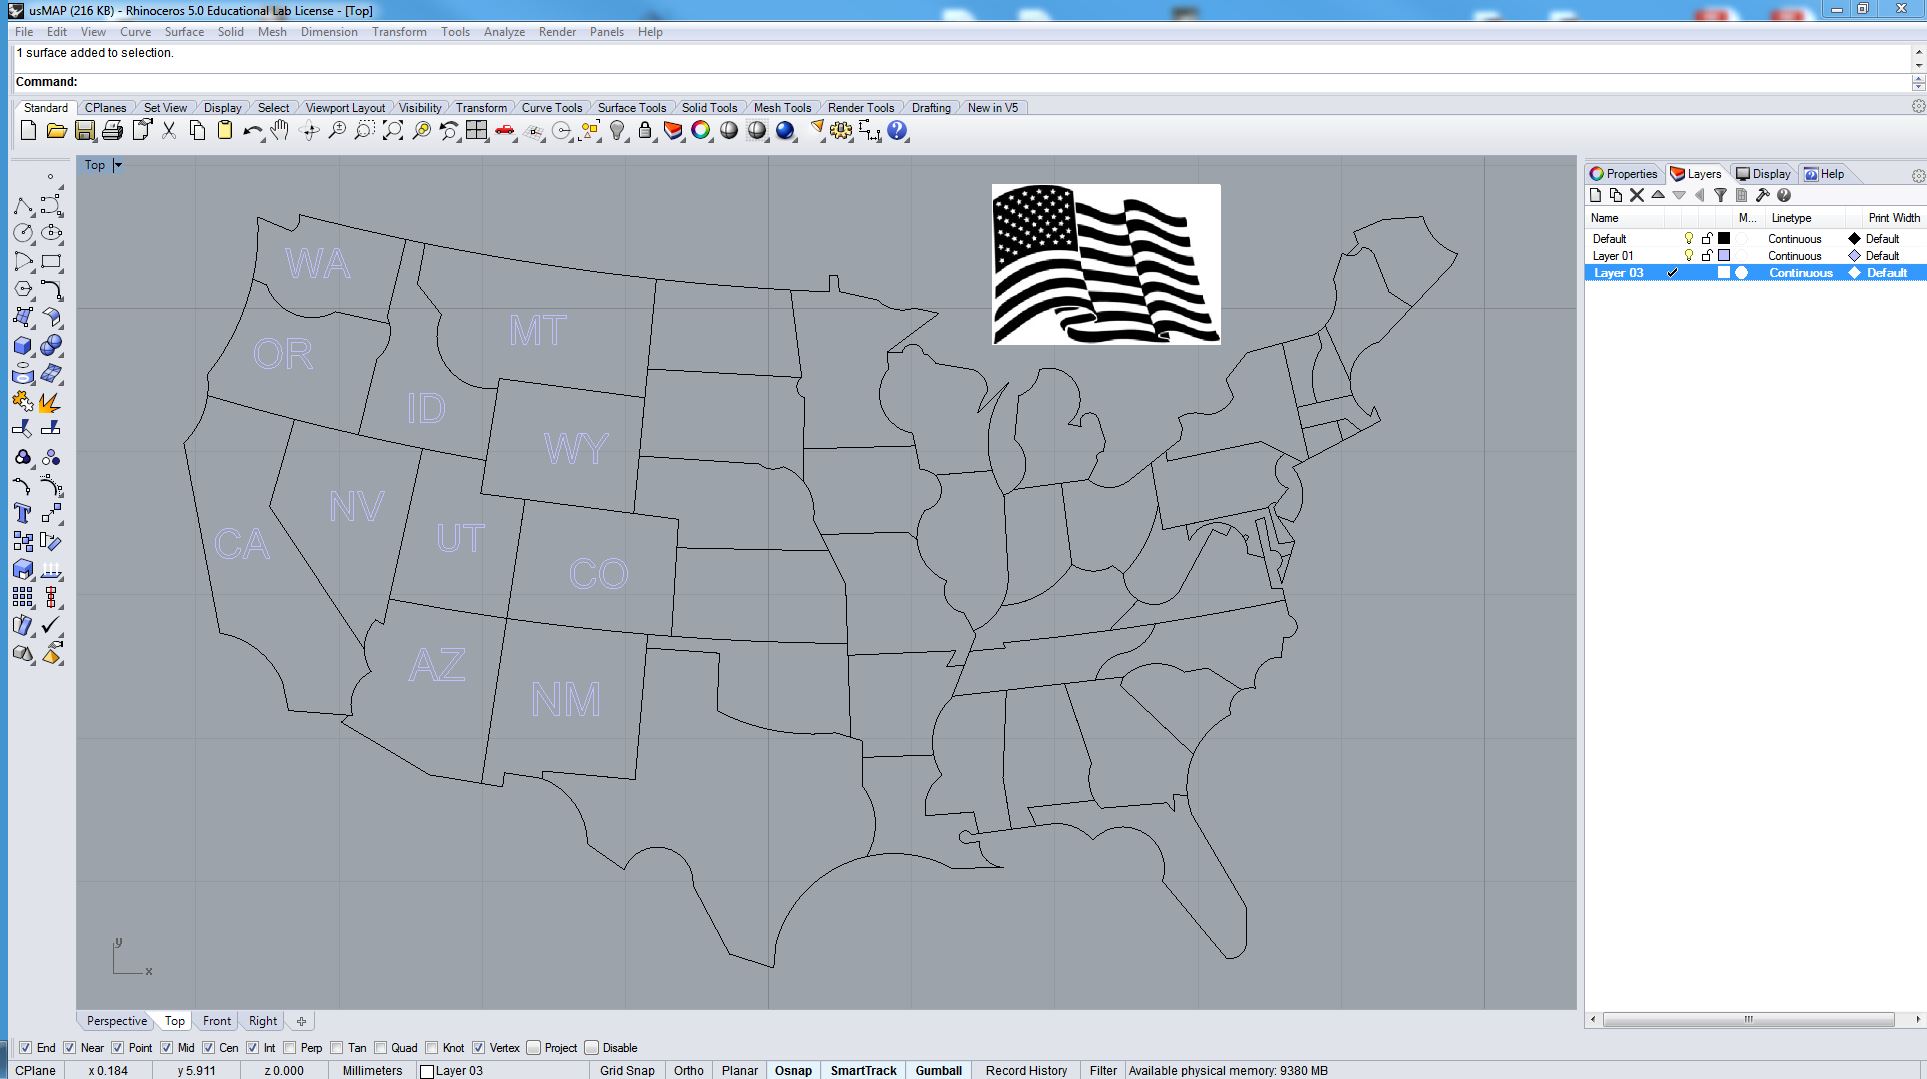 usMAP (216 KB) - Rhinoceros 5.0 Educational Lab License - [Top]
File Edit View Curve Surface Solid Mesh Dimension Transform Tools Analyze Render Panels Help
1 surface added to selection.
Command:
Standard CPlanes Set View Display Select Viewport Layout Visibility Transform Curve Tools Surface Tools Solid Tools Mesh Tools Render Tools Drafting New in V5
Top
Properties Layers Display Help
Name M... Linetype Print Width
Default Continuous Default
Layer 01 Continuous Default
Layer 03 Continuous Default
WA
MT
OR
ID
WY
NV
UT
CA
CO
AZ
NM
y
x
Perspective Top Front Right
End Near Point Mid Cen Int Perp Tan Quad Knot Vertex Project Disable
CPlane x 0.184 y 5.911 z 0.000 Millimeters Layer 03 Grid Snap Ortho Planar Osnap SmartTrack Gumball Record History Filter Available physical memory: 9380 MB